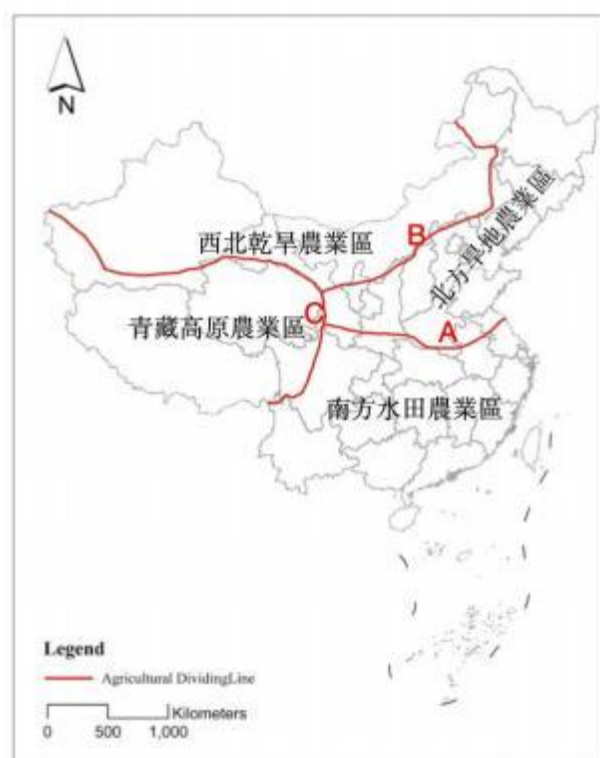 N
西北乾旱農業區
B
北方旱地農業區
C
青藏高原農業區
A
南方水田農業區
Legend
Agricultural DividingLine
Kilometers
0 500 1,000